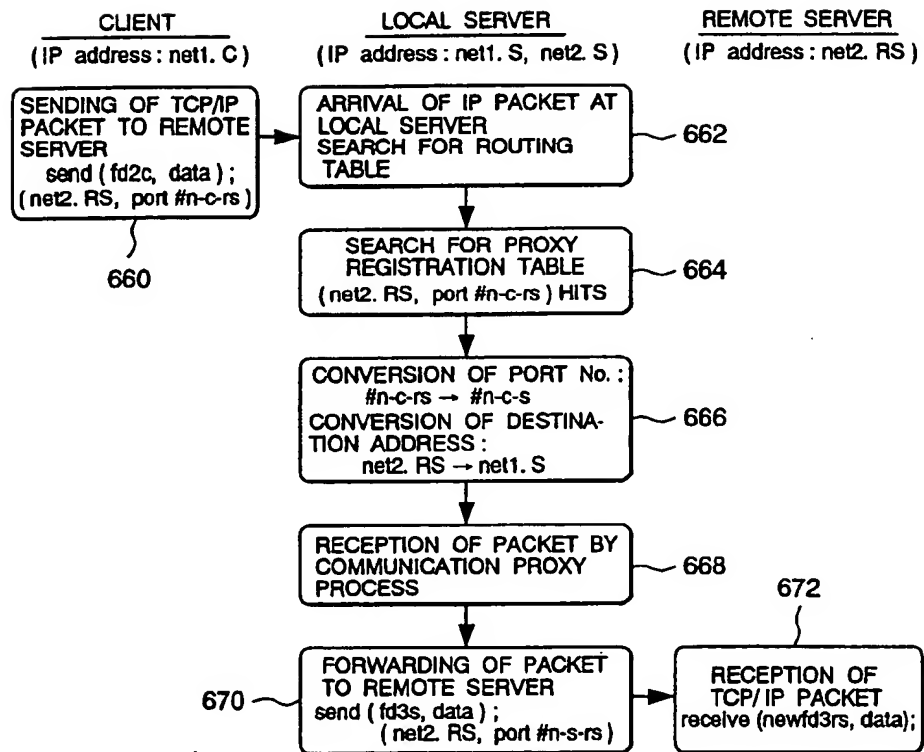 CLIENT
(IP address: net1. C)
LOCAL SERVER
(IP address: net1. S, net2. S)
REMOTE SERVER
(IP address: net2. RS)
SENDING OF TCP/IP
PACKET TO REMOTE
SERVER
send (fd2c, data);
(net2. RS, port #n-c-rs)
660
ARRIVAL OF IP PACKET AT
LOCAL SERVER
SEARCH FOR ROUTING
TABLE
662
SEARCH FOR PROXY
REGISTRATION TABLE
(net2. RS, port #n-c-rs) HITS
664
CONVERSION OF PORT No.:
#n-c-rs → #n-c-s
CONVERSION OF DESTINA-
TION ADDRESS:
net2. RS → net1. S
666
RECEPTION OF PACKET BY
COMMUNICATION PROXY
PROCESS
668
FORWARDING OF PACKET
TO REMOTE SERVER
send (fd3s, data);
(net2. RS, port #n-s-rs)
670
672
RECEPTION OF
TCP/IP PACKET
receive (newfd3rs, data);